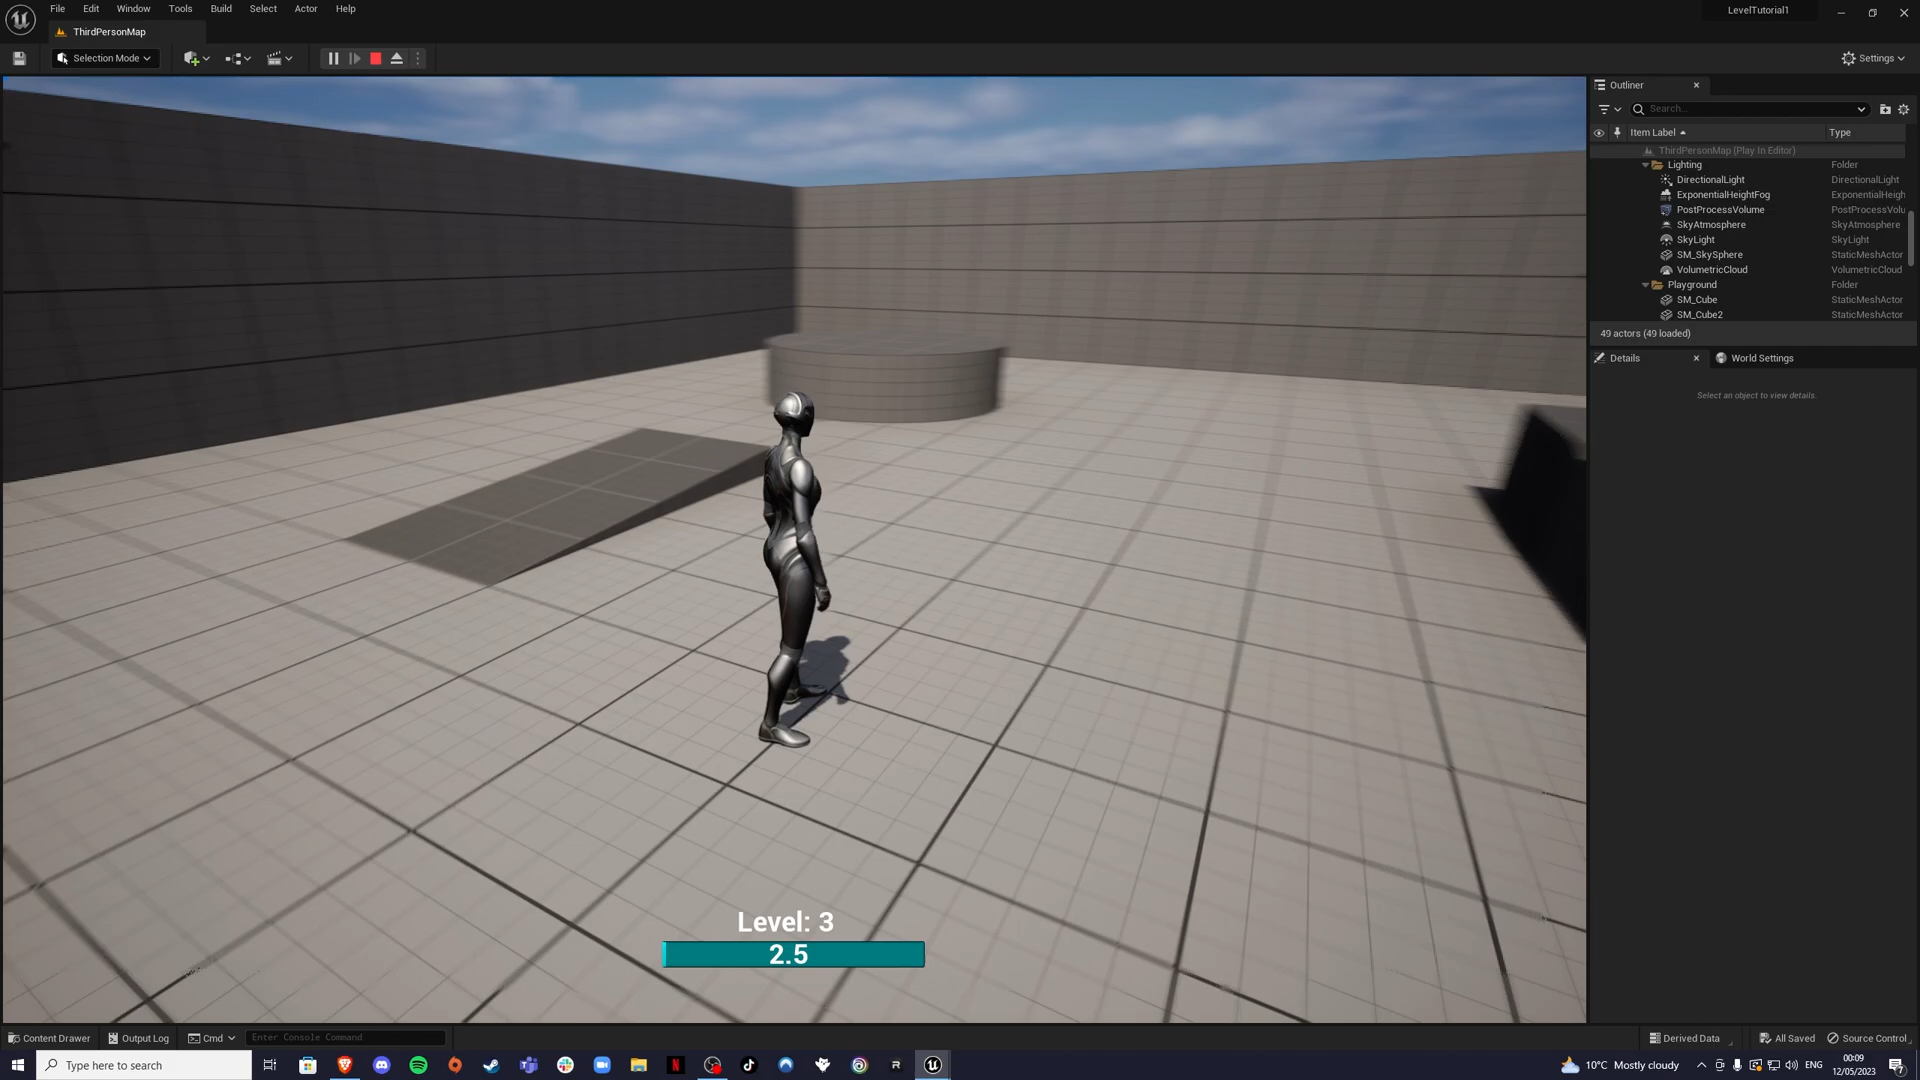 File Edit Window Tools Build Select Actor Help
LevelTutorial1
ThirdPersonMap
Selection Mode
Settings
Outliner
Search...
Item Label Type
ThirdPersonMap (Play In Editor)
Lighting Folder
DirectionalLight DirectionalLight
ExponentialHeightFog ExponentialHeigh
PostProcessVolume PostProcessVolu
SkyAtmosphere SkyAtmosphere
SkyLight SkyLight
SM_SkySphere StaticMeshActor
VolumetricCloud VolumetricCloud
Playground Folder
SM_Cube StaticMeshActor
SM_Cube2 StaticMeshActor
49 actors (49 loaded)
Details World Settings
Select an object to view details.
Level: 3
2.5
Content Drawer Output Log Cmd Enter Console Command Derived Data All Saved Source Control
Type here to search
10°C Mostly cloudy ENG
00:09
12/05/2023